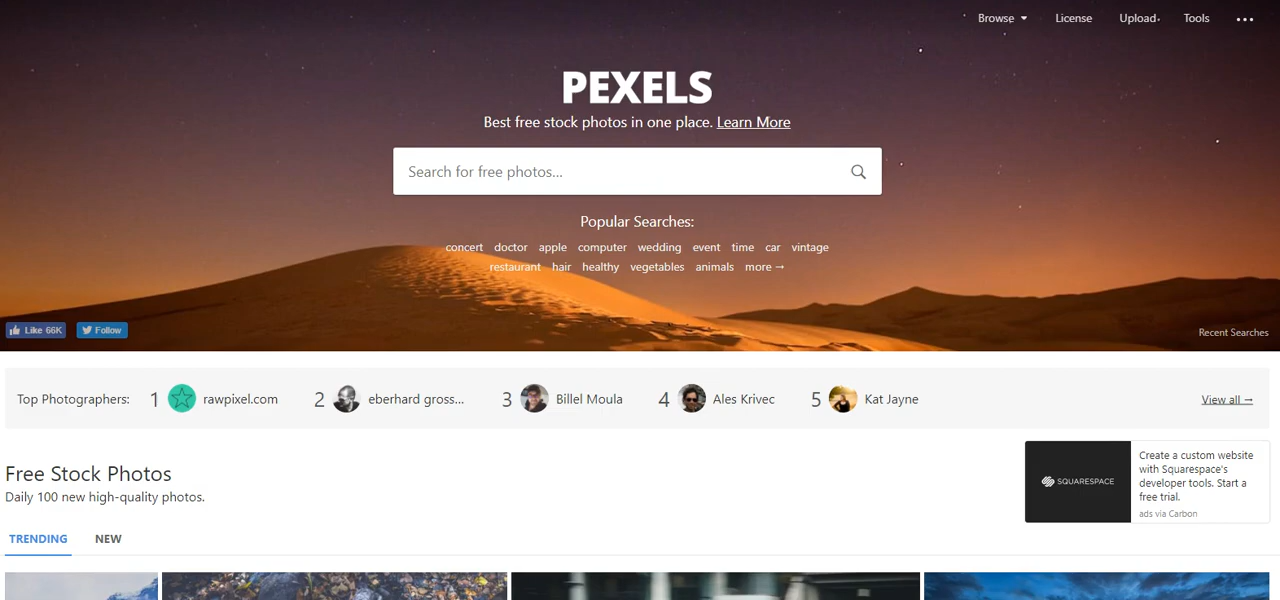 Browse License Upload Tools
PEXELS
Best free stock photos in one place. Learn More
Search for free photos...
Popular Searches:
concert doctor apple computer wedding event time car vintage
restaurant hair healthy vegetables animals more →
Like 66K Follow
Recent Searches
Top Photographers: 1 rawpixel.com 2 eberhard gross... 3 Billel Moula 4 Ales Krivec 5 Kat Jayne View all →
Free Stock Photos
Daily 100 new high-quality photos.
SQUARESPACE
Create a custom website
with Squarespace's
developer tools. Start a
free trial.
ads via Carbon
TRENDING NEW